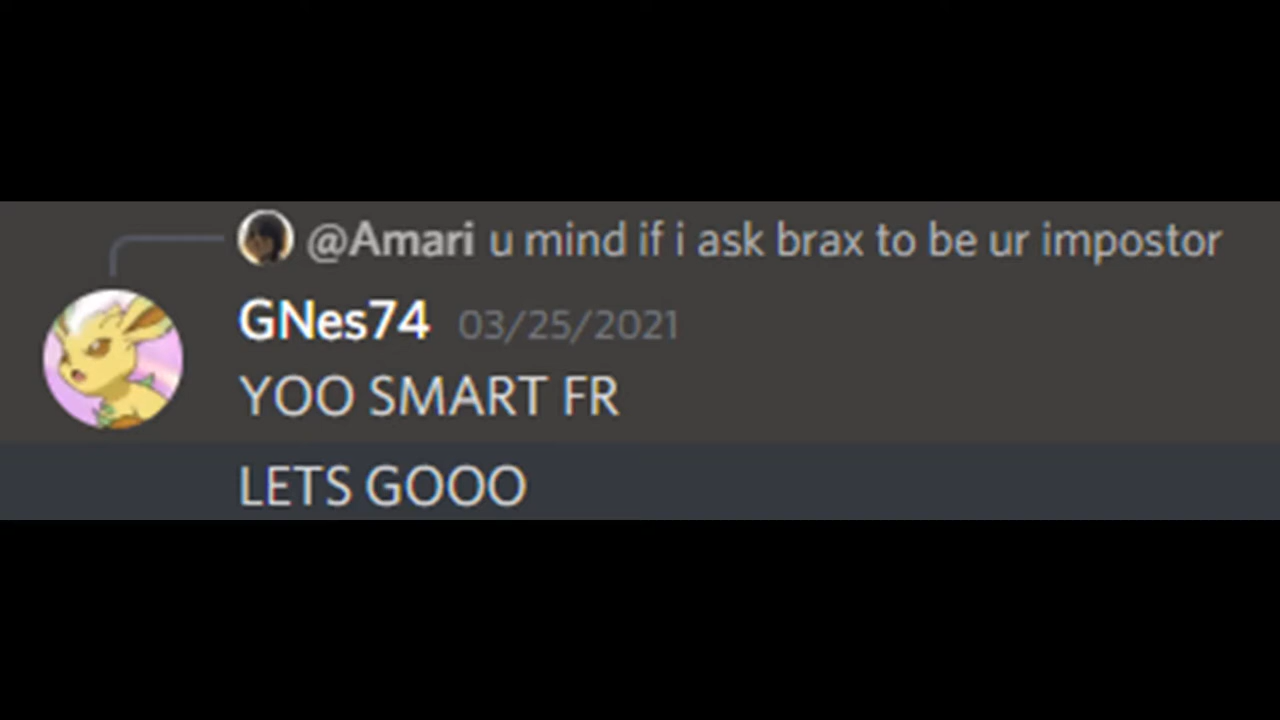 @Amari u mind if i ask brax to be ur impostor
GNes74 03/25/2021
YOO SMART FR
LETS GOOO